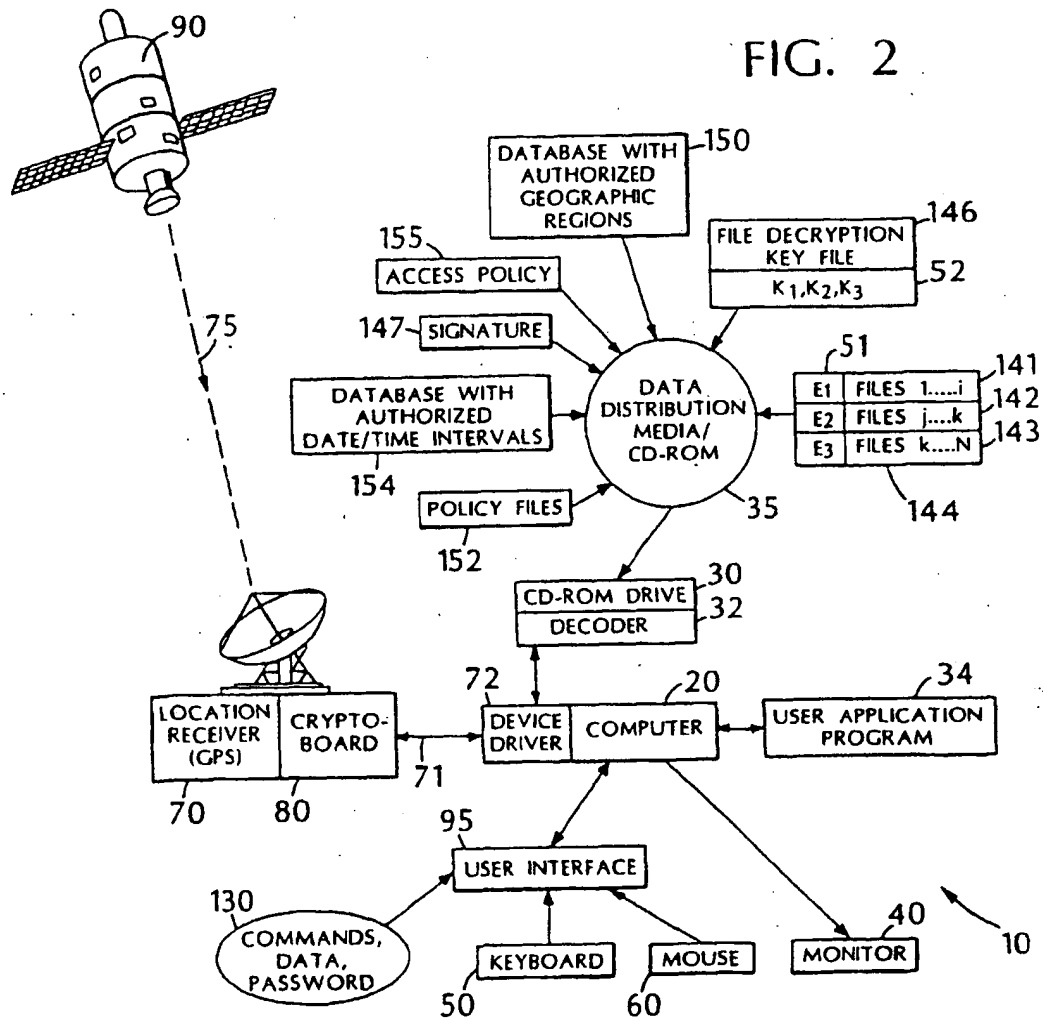 FIG. 2
90
150
DATABASE WITH
AUTHORIZED
GEOGRAPHIC
REGIONS
146
FILE DECRYPTION
KEY FILE
52
K1,K2,K3
155
ACCESS POLICY
147
SIGNATURE
75
51
141
E1 FILES 1.....i
142
E2 FILES j....k
143
E3 FILES k....N
144
DATABASE WITH
AUTHORIZED
DATE/TIME INTERVALS
154
DATA
DISTRIBUTION
MEDIA/
CD-ROM
35
POLICY FILES
152
30
CD-ROM DRIVE
32
DECODER
72
20
34
LOCATION
RECEIVER
(GPS)
CRYPTO-
BOARD
71
DEVICE
DRIVER
COMPUTER
USER APPLICATION
PROGRAM
70
80
95
USER INTERFACE
130
COMMANDS,
DATA,
PASSWORD
KEYBOARD
50
MOUSE
60
40
MONITOR
10